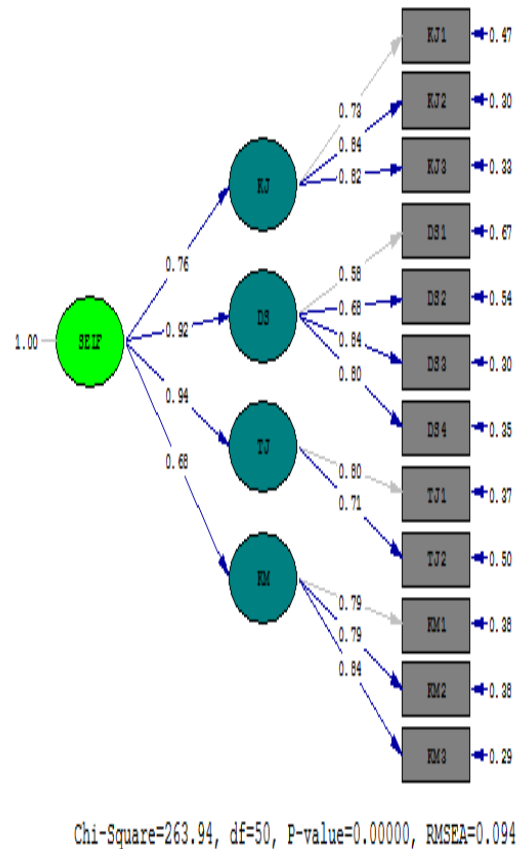 KJ1
0.47
0.73
KJ2
0.30
0.84
KJ3
0.33
0.82
KJ
DS1
0.67
0.76
0.58
DS2
0.54
0.68
DS
0.92
DS3
0.30
0.84
1.00
SEIF
0.80
0.94
DS4
0.35
TJ
0.68
0.80
TJ1
0.37
0.71
TJ2
0.50
KM
0.79
KM1
0.38
0.79
0.84
KM2
0.38
KM3
0.29
Chi-Square=263.94, df=50, P-value=0.00000, RMSEA=0.094